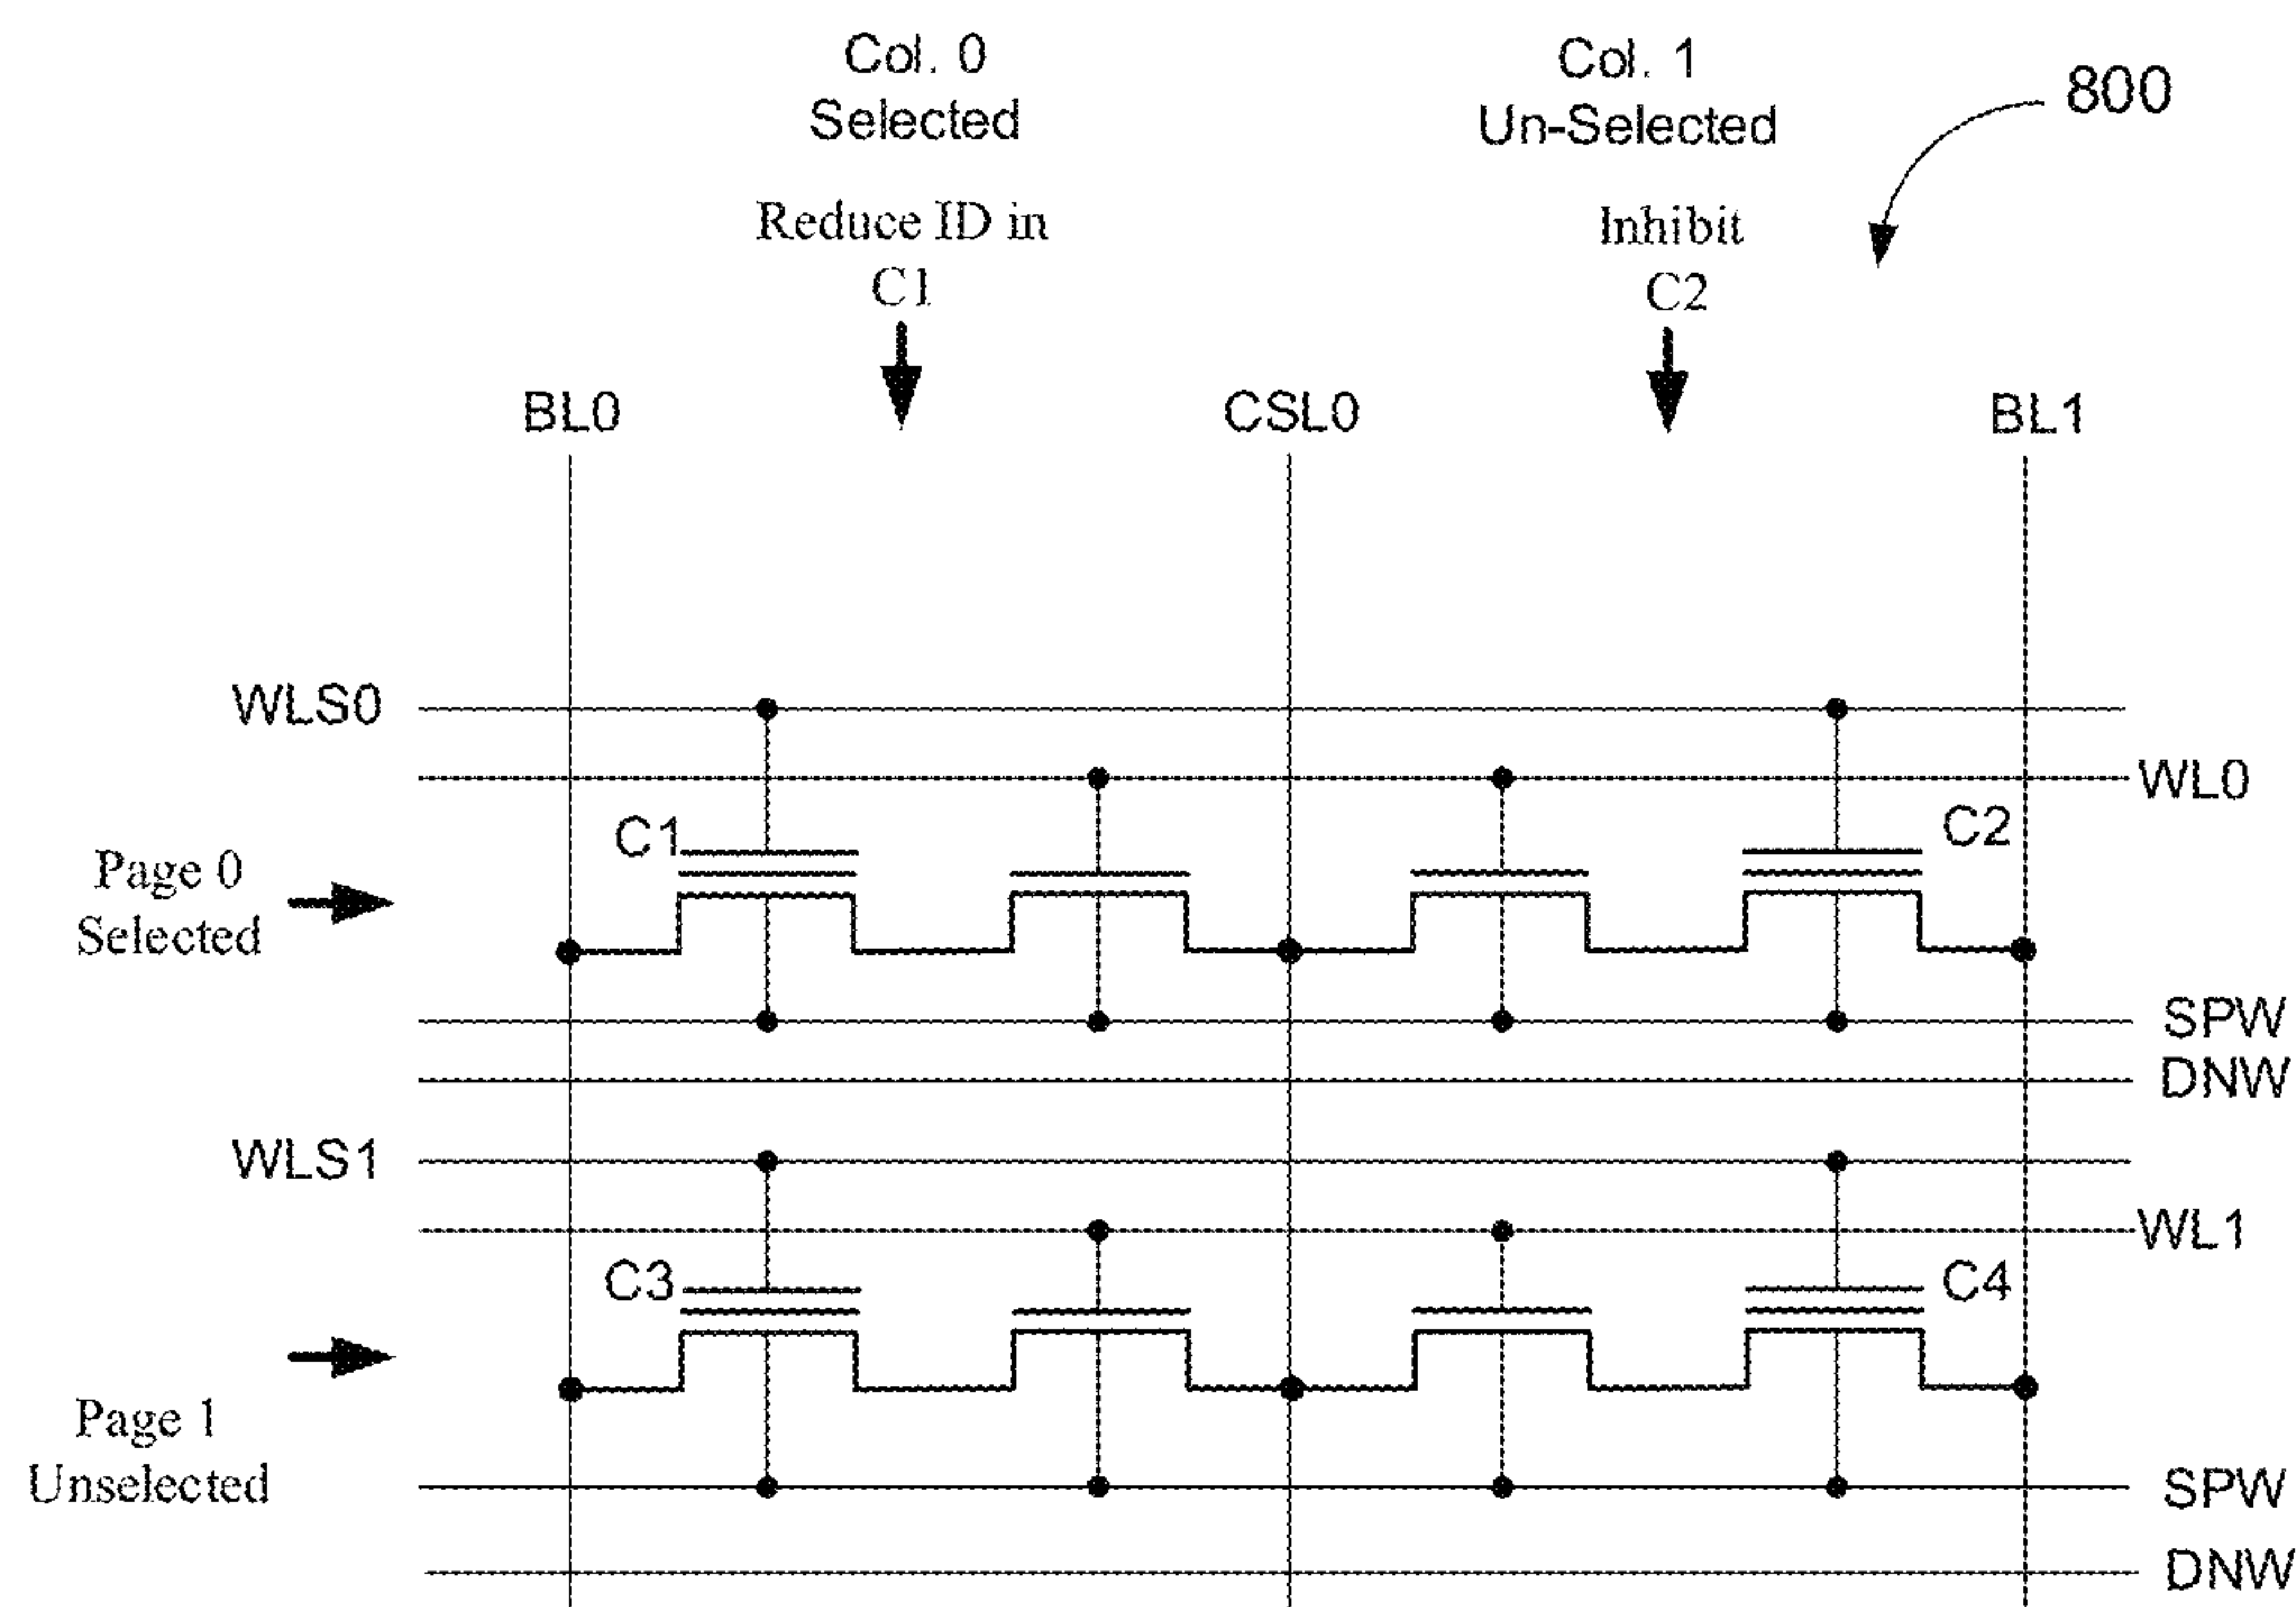 Col. 0
Selected
Col. 1
Un-Selected
800
Reduce ID in
C1
Inhibit
C2
BL0
CSL0
BL1
WLS0
WL0
C1
C2
Page 0
Selected
SPW
DNW
WLS1
WL1
C3
C4
Page 1
Unselected
SPW
DNW